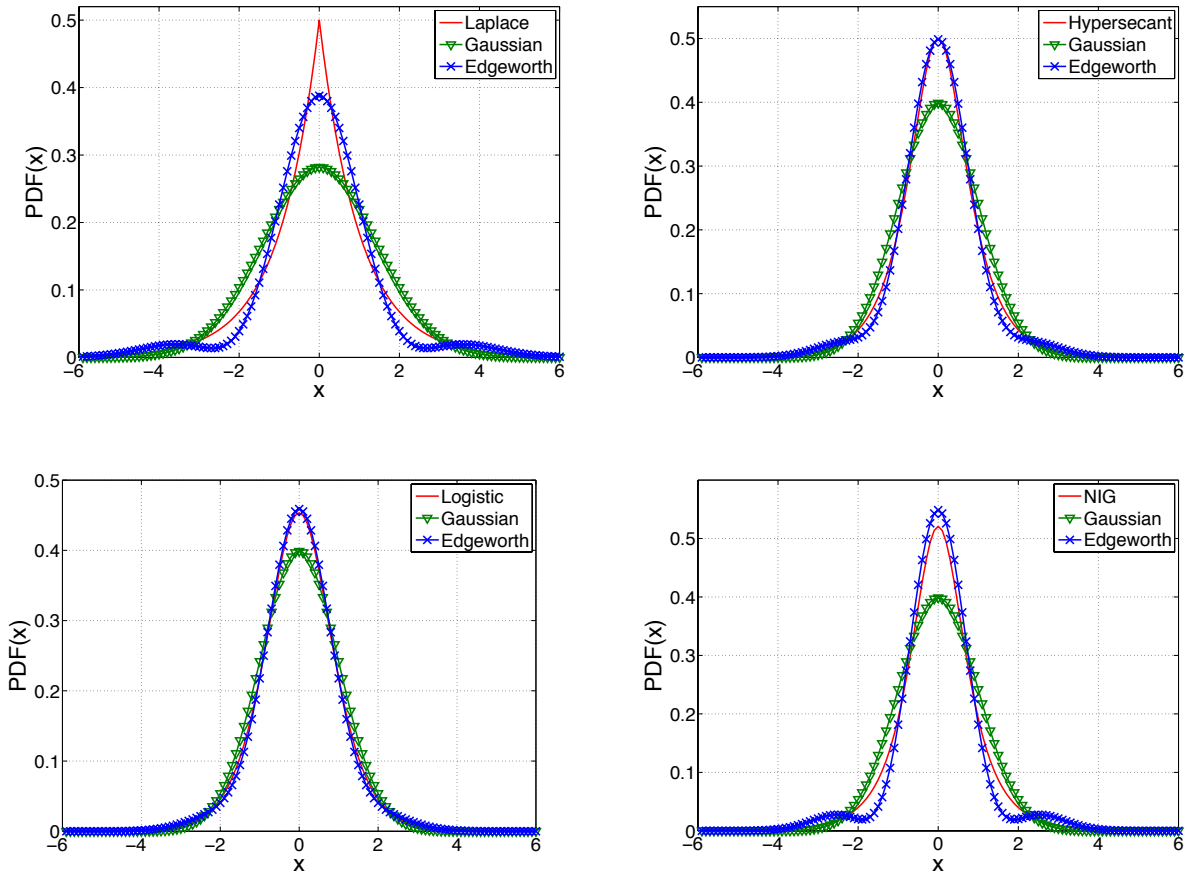 0.5
0.4
0.3
0.2
0.1
0
−6
−4
−2
0
2
4
6
x
PDF(x)
Laplace
Gaussian
Edgeworth
0.5
0.4
0.3
0.2
0.1
0
−6
−4
−2
0
2
4
6
x
PDF(x)
Hypersecant
Gaussian
Edgeworth
0.5
0.4
0.3
0.2
0.1
0
−6
−4
−2
0
2
4
6
x
PDF(x)
Logistic
Gaussian
Edgeworth
0.5
0.4
0.3
0.2
0.1
0
−6
−4
−2
0
2
4
6
x
PDF(x)
NIG
Gaussian
Edgeworth